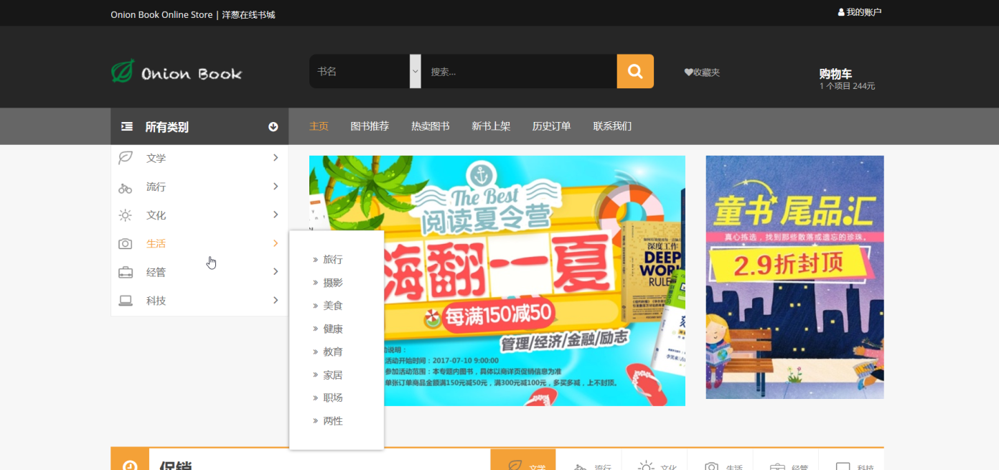 Onion Book Online Store | 洋葱在线书城
我的账户
Onion Book
书名
搜索...
收藏夹
购物车
1 个项目 244元
所有类别
主页 图书推荐 热卖图书 新书上架 历史订单 联系我们
文学
流行
文化
生活
经管
科技
旅行
摄影
美食
健康
教育
家居
职场
两性
The Best
阅读夏令营
嗨翻一夏
每满150减50
管理/经济/金融/励志
动说明：
活动开始时间：2017-07-10 9:00:00
参加活动范围：本专题内图书，具体以商详页促销信息为准
单张订单商品金额满150元减50元，满300元减100元，多买多减，上不封顶。
深度工作
DEEP
WORK
RULE
童书 尾品汇
真心拣选，找到那些散落或遗忘的珍珠。
2.9折封顶
促销
文学 流行 文化 生活 经管 科技